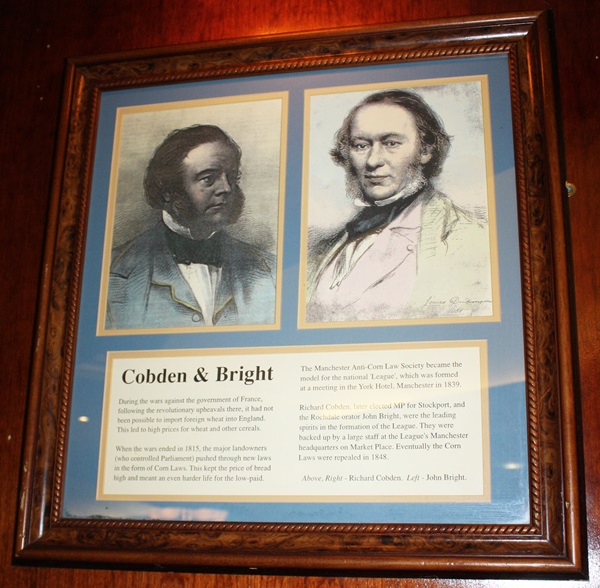 Cobden & Bright
During the wars against the government of France,
following the revolutionary upheavals there, it had not
been possible to import foreign wheat into England.
This led to high prices for wheat and other cereals.
When the wars ended in 1815, the major landowners
(who controlled Parliament) pushed through new laws
in the form of Corn Laws. This kept the price of bread
high and meant an even harder life for the low-paid.
The Manchester Anti-Corn Law Society became the
model for the national 'League', which was formed
at a meeting in the York Hotel, Manchester in 1839.
Richard Cobden, later elected MP for Stockport, and
the Rochdale orator John Bright, were the leading
spirits in the formation of the League. They were
backed up by a large staff at the League's Manchester
headquarters on Market Place. Eventually the Corn
Laws were repealed in 1848.
Above, Right - Richard Cobden. Left - John Bright.